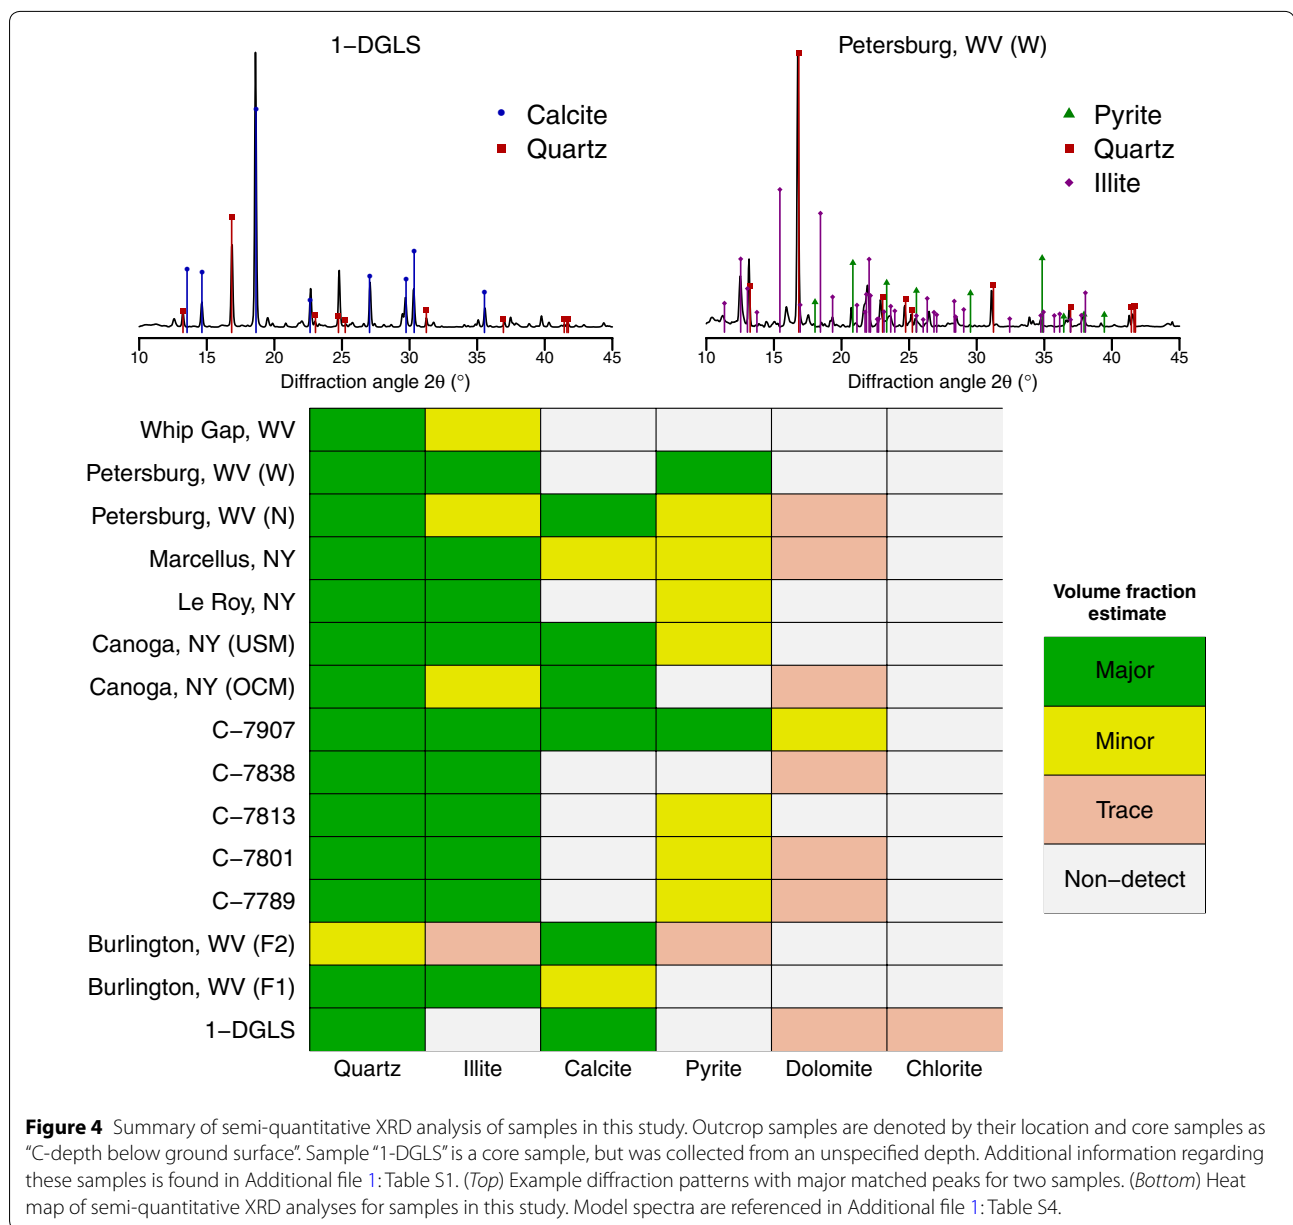 1−DGLS
Calcite
Quartz
10 15 20 25 30 35 40 45
Diffraction angle 2θ (°)
Petersburg, WV (W)
Pyrite
Quartz
Illite
10 15 20 25 30 35 40 45
Diffraction angle 2θ (°)
Whip Gap, WV
Petersburg, WV (W)
Petersburg, WV (N)
Marcellus, NY
Le Roy, NY
Canoga, NY (USM)
Canoga, NY (OCM)
C−7907
C−7838
C−7813
C−7801
C−7789
Burlington, WV (F2)
Burlington, WV (F1)
1−DGLS
Quartz Illite Calcite Pyrite Dolomite Chlorite
Volume fraction
estimate
Major
Minor
Trace
Non−detect
Figure 4 Summary of semi-quantitative XRD analysis of samples in this study. Outcrop samples are denoted by their location and core samples as
“C-depth below ground surface”. Sample “1-DGLS” is a core sample, but was collected from an unspecified depth. Additional information regarding
these samples is found in Additional file 1: Table S1. (Top) Example diffraction patterns with major matched peaks for two samples. (Bottom) Heat
map of semi-quantitative XRD analyses for samples in this study. Model spectra are referenced in Additional file 1: Table S4.